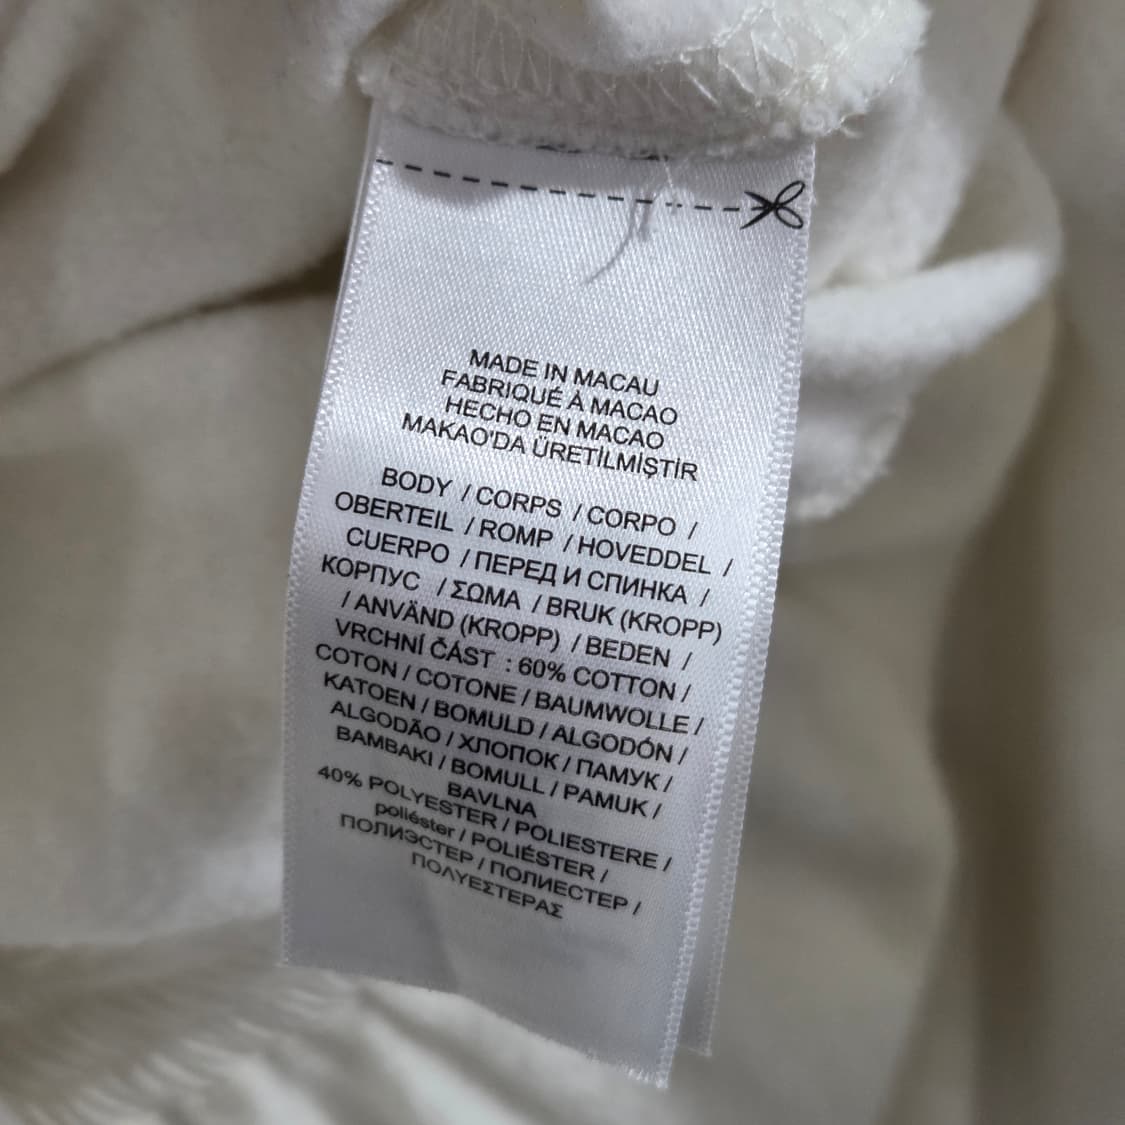 MADE IN MACAU
FABRIQUÉ À MACAO
HECHO EN MACAO
MAKAO'DA ÜRETİLMİŞTİR
BODY / CORPS / CORPO /
OBERTEIL / ROMP / HOVEDDEL /
CUERPO / ПЕРЕД И СПИНКА /
КОРПУС / ΣΩΜΑ / BRUK (KROPP)
/ ANVÄND (KROPP) / BEDEN /
VRCHNÍ ČÁST : 60% COTTON /
COTON / COTONE / BAUMWOLLE /
KATOEN / BOMULD / ALGODÓN /
ALGODÃO / ХЛОПОК / ПАМУК /
ΒΑΜΒΑΚΙ / BOMULL / PAMUK /
BAVLNA
40% POLYESTER / POLIESTERE /
poliéster / POLIÉSTER /
ПОЛИЭСТЕР / ПОЛИЕСТЕР /
ΠΟΛΥΕΣΤΕΡΑΣ